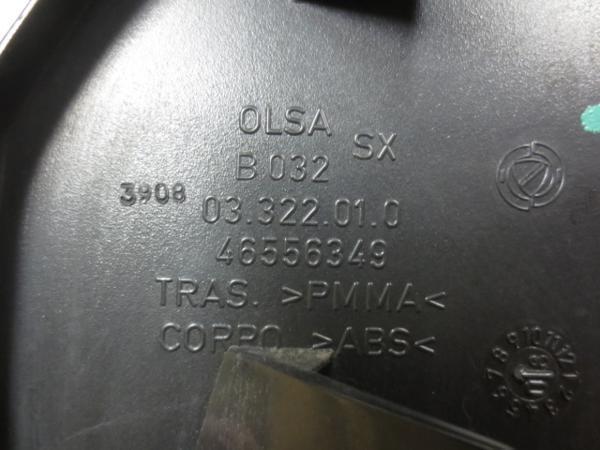 OLSA SX
B 032
3908
03.322.01.0
46556349
TRAS. >PMMA<
CORPO >ABS<